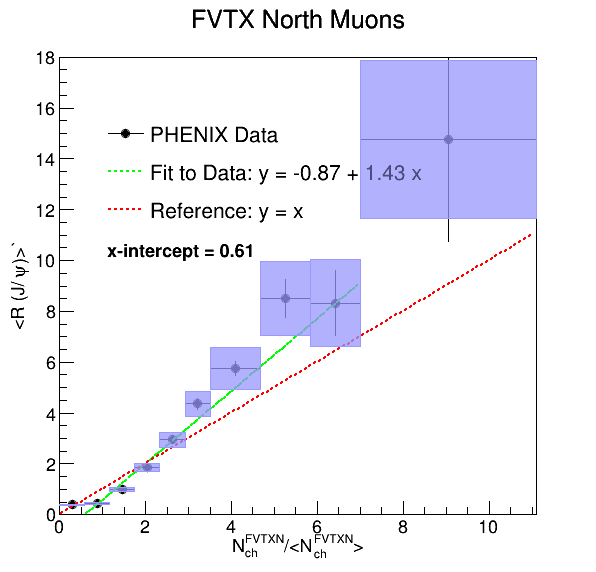 FVTX North Muons
18
16
14
12
10
8
6
4
2
0
PHENIX Data
Fit to Data: y = -0.87 + 1.43 x
Reference: y = x
x-intercept = 0.61
<R (J/ψ)>`
0 2 4 6 8 10
N_ch^FVTXN/<N_ch^FVTXN>